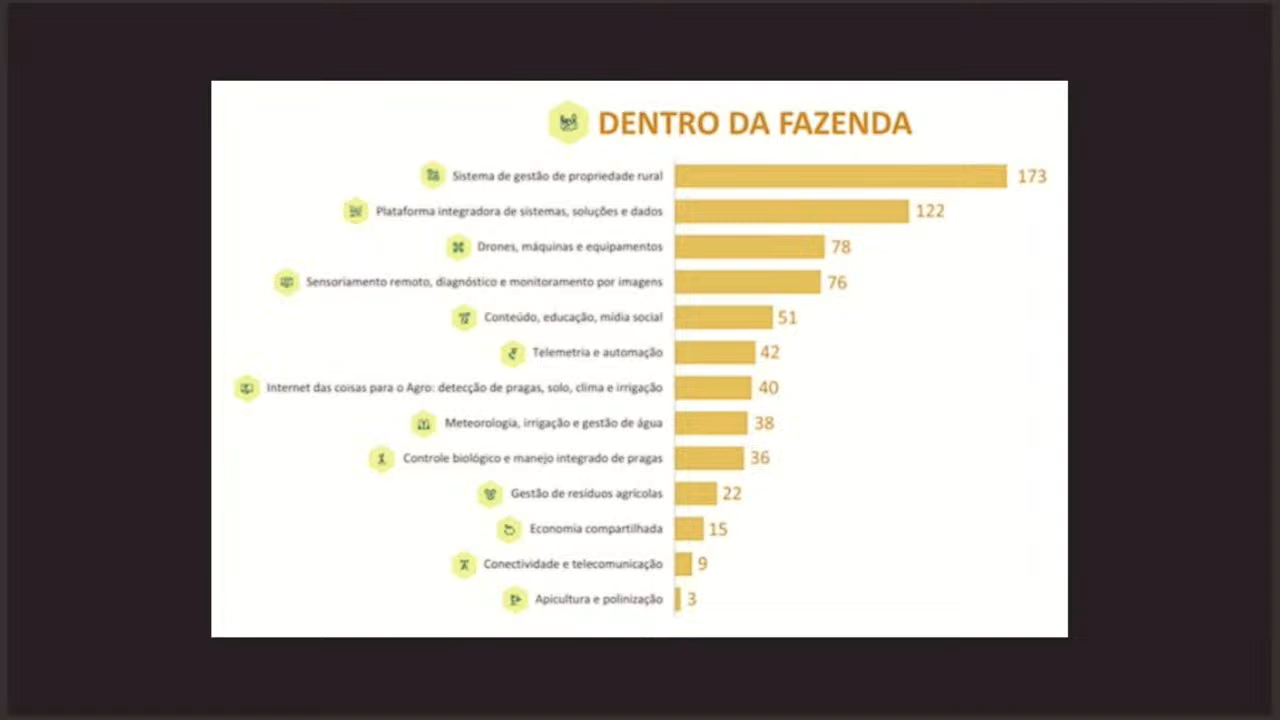 DENTRO DA FAZENDA
Sistema de gestão de propriedade rural 173
Plataforma integradora de sistemas, soluções e dados 122
Drones, máquinas e equipamentos 78
Sensoriamento remoto, diagnóstico e monitoramento por imagens 76
Conteúdo, educação, mídia social 51
Telemetria e automação 42
Internet das coisas para o Agro: detecção de pragas, solo, clima e irrigação 40
Meteorologia, irrigação e gestão de água 38
Controle biológico e manejo integrado de pragas 36
Gestão de resíduos agrícolas 22
Economia compartilhada 15
Conectividade e telecomunicação 9
Apicultura e polinização 3